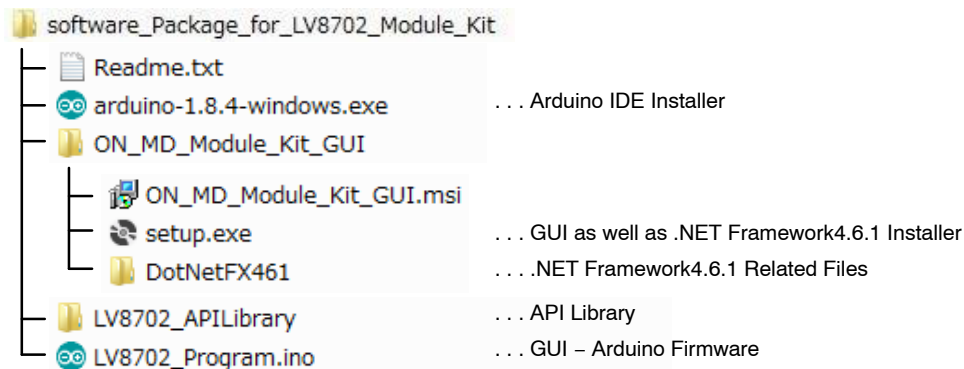 software_Package_for_LV8702_Module_Kit
Readme.txt
arduino-1.8.4-windows.exe . . . Arduino IDE Installer
ON_MD_Module_Kit_GUI
ON_MD_Module_Kit_GUI.msi
setup.exe . . . GUI as well as .NET Framework4.6.1 Installer
DotNetFX461 . . . .NET Framework4.6.1 Related Files
LV8702_APILibrary . . . API Library
LV8702_Program.ino . . . GUI – Arduino Firmware